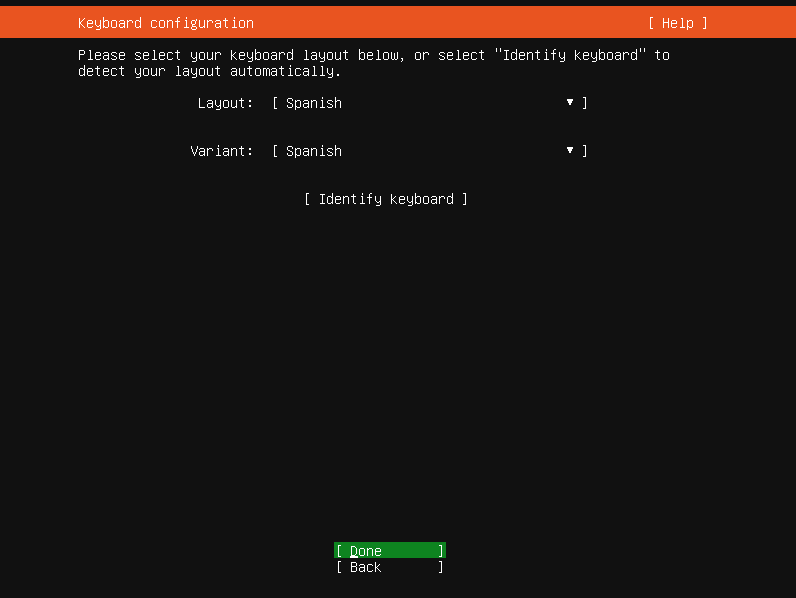 Keyboard configuration [ Help ]
Please select your keyboard layout below, or select "Identify keyboard" to
detect your layout automatically.
Layout: [ Spanish ▾ ]
Variant: [ Spanish ▾ ]
[ Identify keyboard ]
[ Done ]
[ Back ]